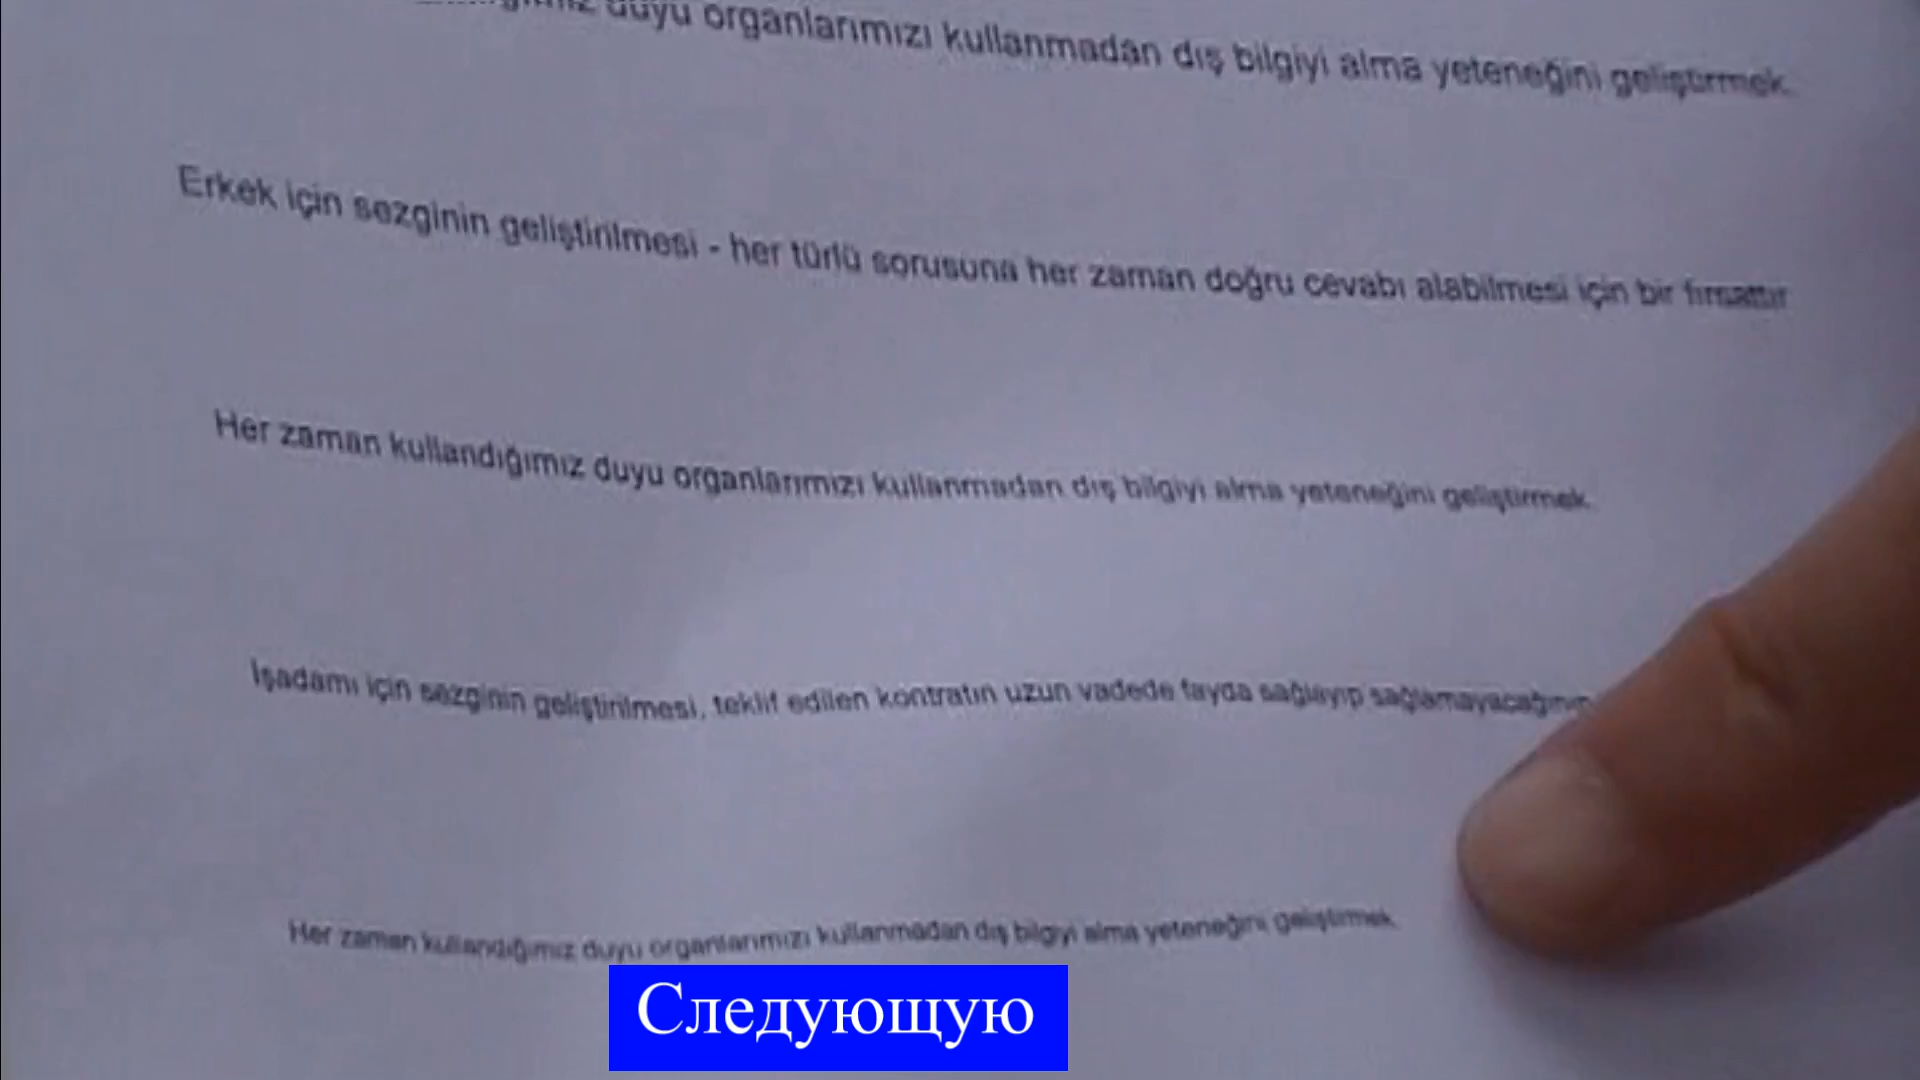 duyu organlarımızı kullanmadan dış bilgiyi alma yeteneğini geliştirmek.
Erkek için sezginin geliştirilmesi - her türlü sorusuna her zaman doğru cevabı alabilmesi için bir fırsattır
Her zaman kullandığımız duyu organlarımızı kullanmadan dış bilgiyi alma yeteneğini geliştirmek.
İşadamı için sezginin geliştirilmesi, teklif edilen kontratın uzun vadede fayda sağlayıp
Her zaman kullandığımız duyu organlarımızı kullanmadan dış bilgiyi alma yeteneğini geliştirmek.
Следующую